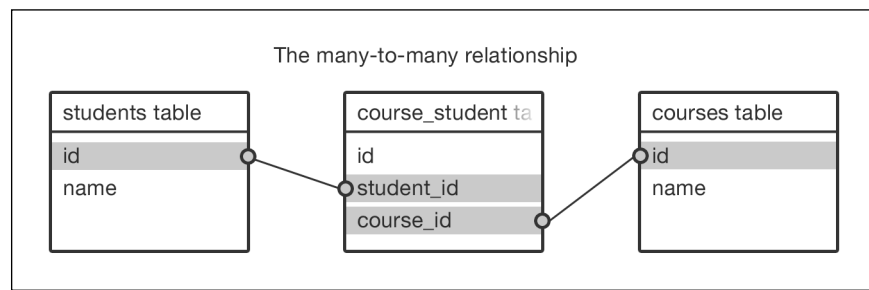 The many-to-many relationship
students table
id
name
course_student ta
id
student_id
course_id
courses table
id
name